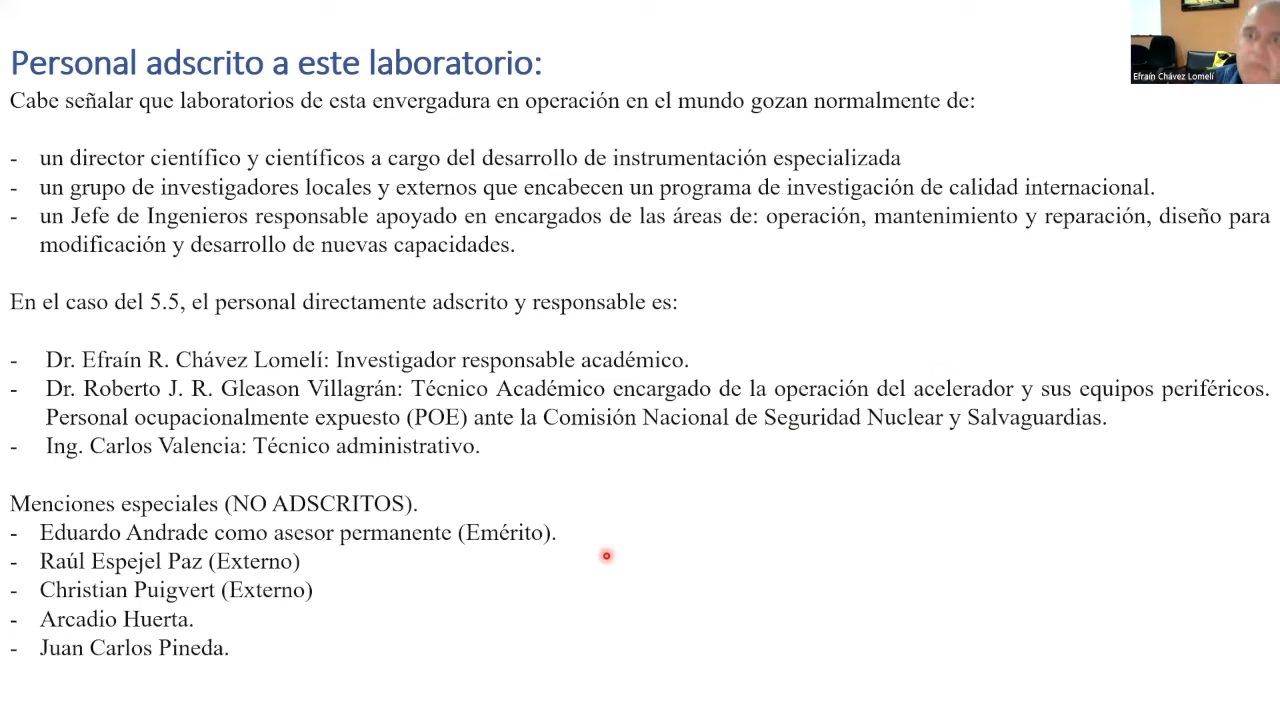 Personal adscrito a este laboratorio:
Efraín Chávez Lomelí
Cabe señalar que laboratorios de esta envergadura en operación en el mundo gozan normalmente de:
- un director científico y científicos a cargo del desarrollo de instrumentación especializada
- un grupo de investigadores locales y externos que encabecen un programa de investigación de calidad internacional.
- un Jefe de Ingenieros responsable apoyado en encargados de las áreas de: operación, mantenimiento y reparación, diseño para
modificación y desarrollo de nuevas capacidades.
En el caso del 5.5, el personal directamente adscrito y responsable es:
- Dr. Efraín R. Chávez Lomelí: Investigador responsable académico.
- Dr. Roberto J. R. Gleason Villagrán: Técnico Académico encargado de la operación del acelerador y sus equipos periféricos.
Personal ocupacionalmente expuesto (POE) ante la Comisión Nacional de Seguridad Nuclear y Salvaguardias.
- Ing. Carlos Valencia: Técnico administrativo.
Menciones especiales (NO ADSCRITOS).
- Eduardo Andrade como asesor permanente (Emérito).
- Raúl Espejel Paz (Externo)
- Christian Puigvert (Externo)
- Arcadio Huerta.
- Juan Carlos Pineda.